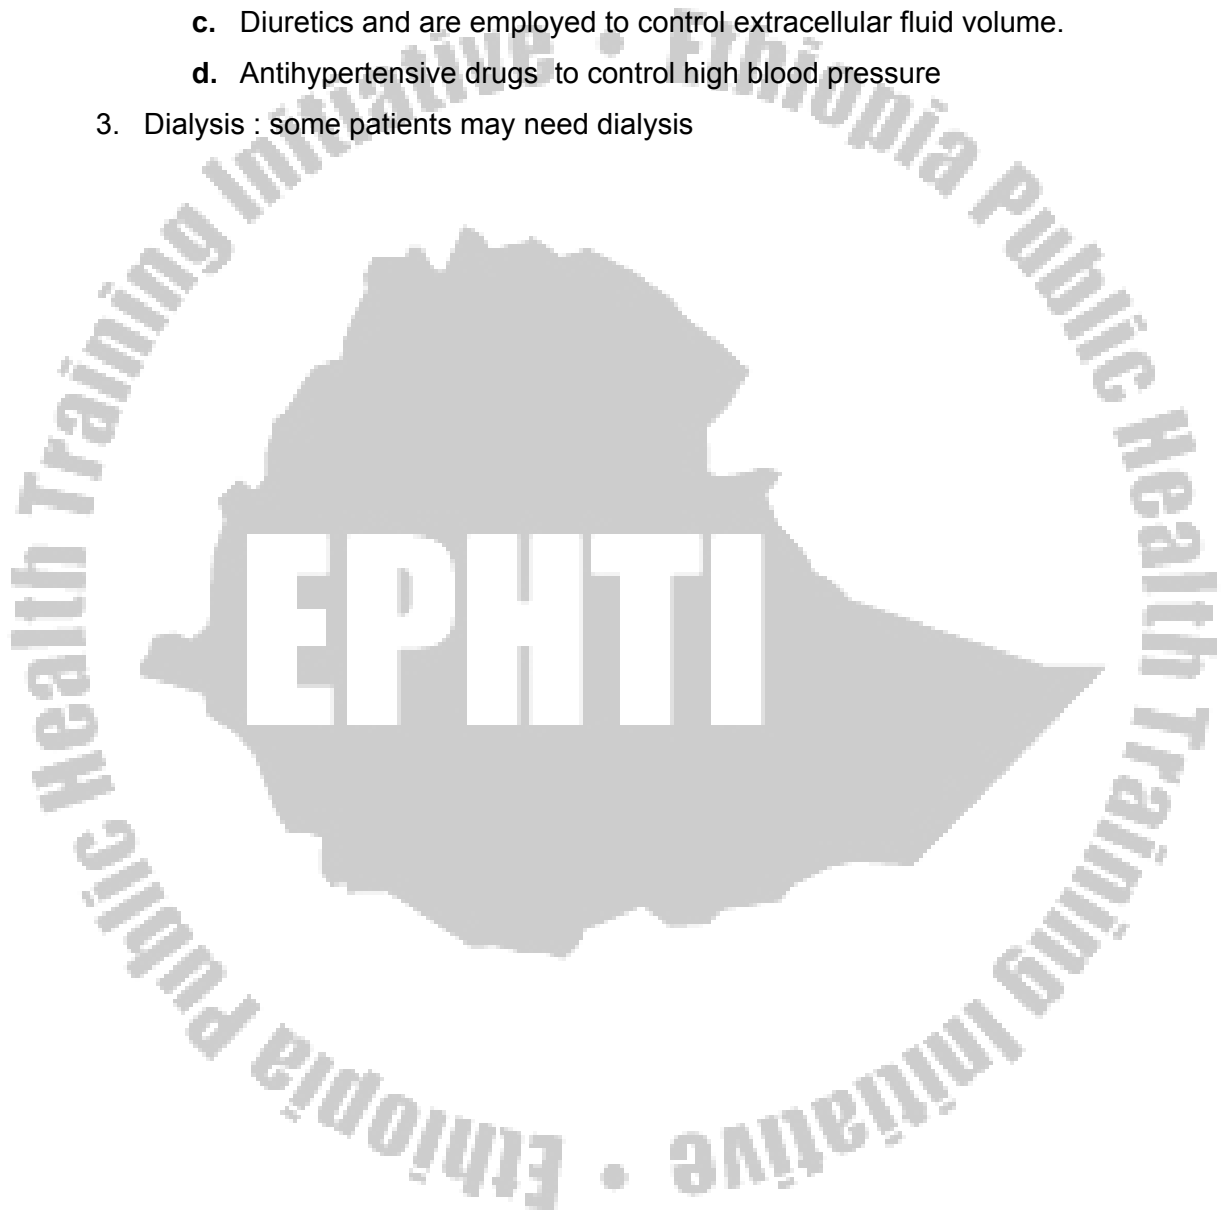 c. Diuretics and are employed to control extracellular fluid volume.
d. Antihypertensive drugs to control high blood pressure
3. Dialysis : some patients may need dialysis
Ethiopia Public Health Training Initiative • Ethiopia Public Health Training Initiative •
EPHTI